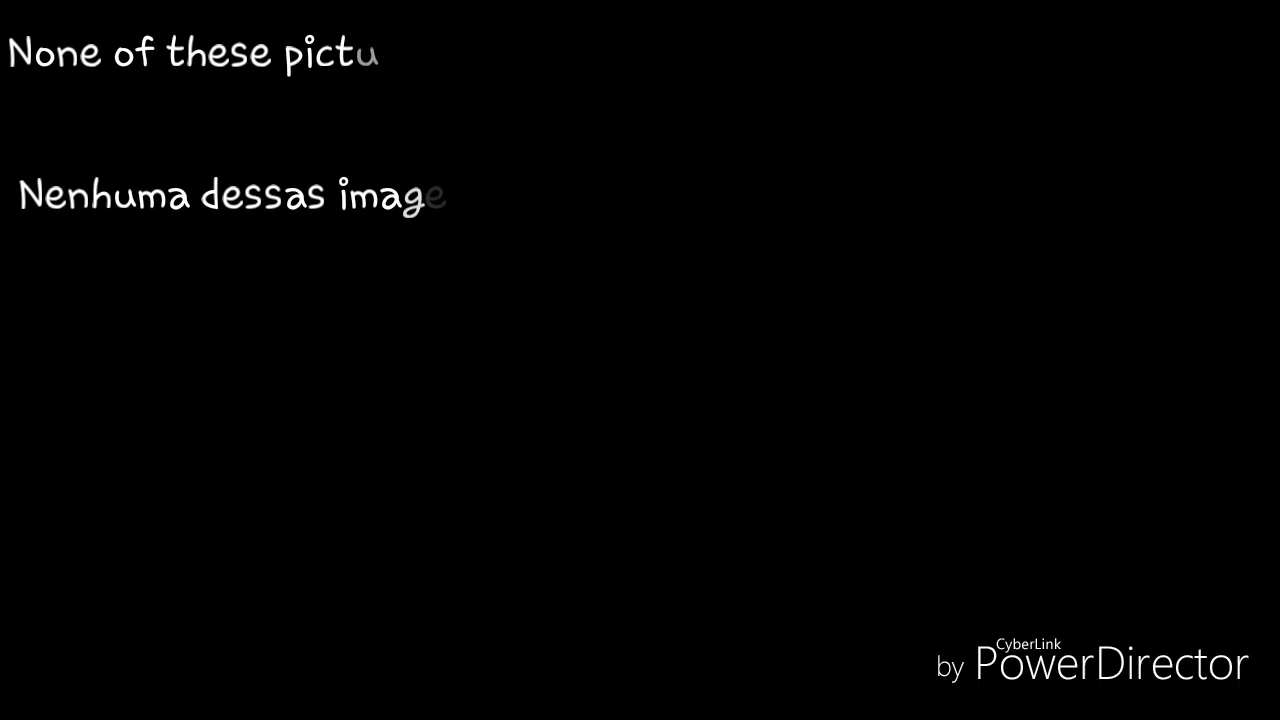 None of these pictu
Nenhuma dessas image
CyberLink
by PowerDirector